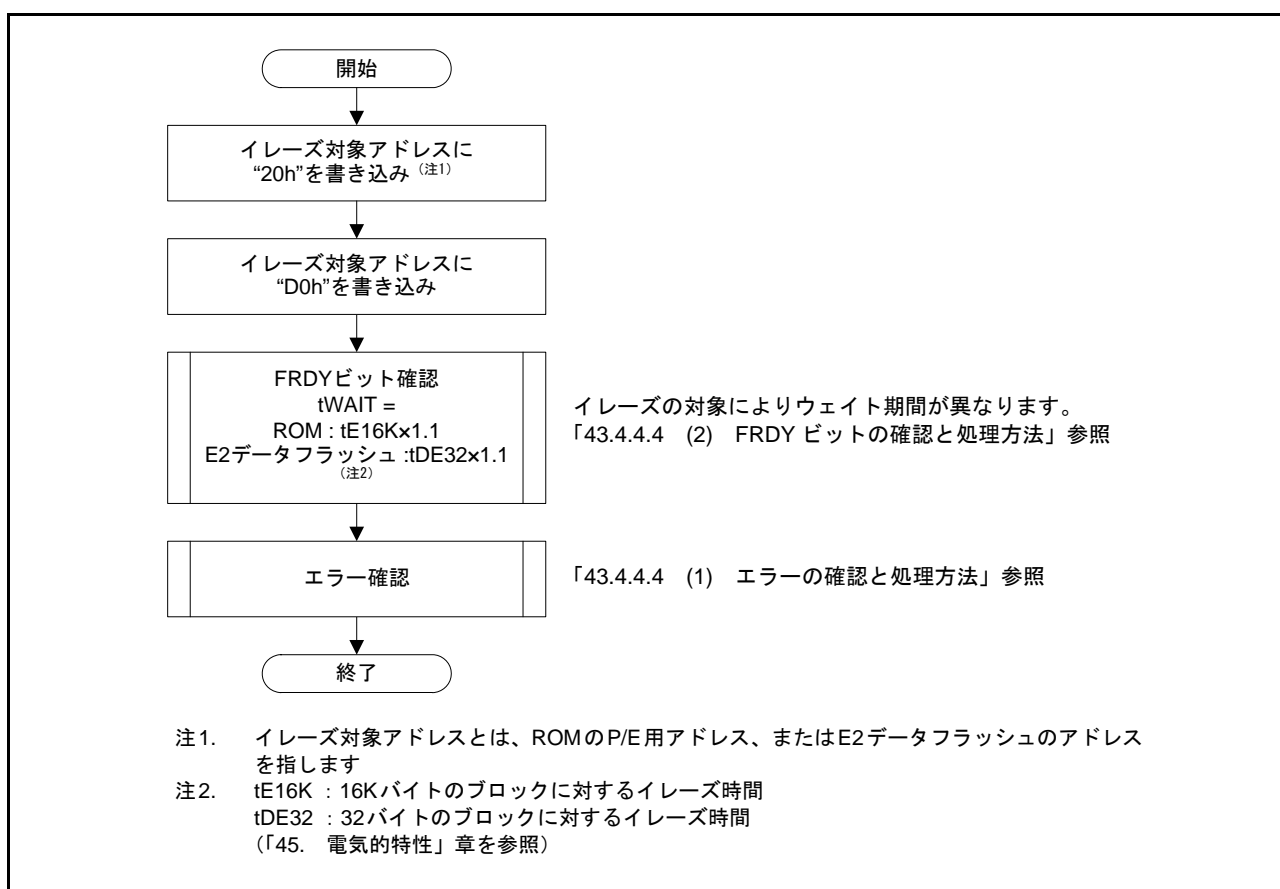 開始
イレーズ対象アドレスに
“20h”を書き込み（注1）
イレーズ対象アドレスに
“D0h”を書き込み
FRDYビット確認
tWAIT =
ROM : tE16K×1.1
E2データフラッシュ :tDE32×1.1
（注2）
イレーズの対象によりウェイト期間が異なります。
「43.4.4.4 (2) FRDY ビットの確認と処理方法」参照
エラー確認
「43.4.4.4 (1) エラーの確認と処理方法」参照
終了
注1. イレーズ対象アドレスとは、ROMのP/E用アドレス、またはE2データフラッシュのアドレス
を指します
注2. tE16K ：16Kバイトのブロックに対するイレーズ時間
tDE32 ：32バイトのブロックに対するイレーズ時間
（「45. 電気的特性」章を参照）